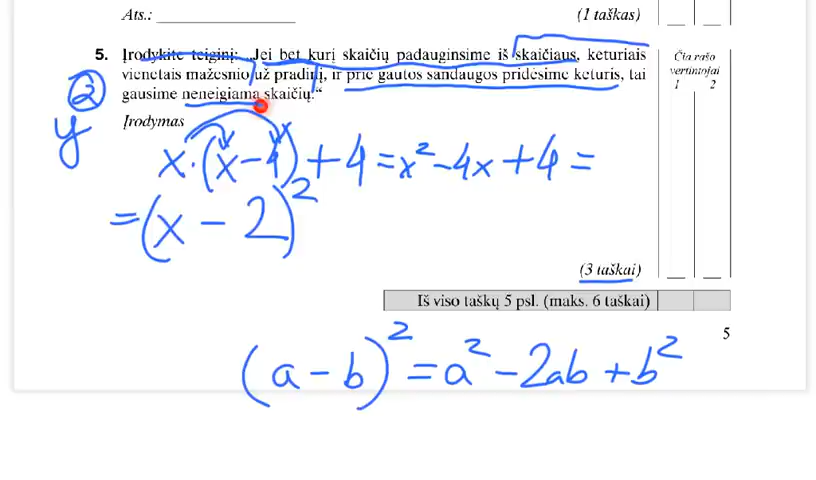 Ats.: ____________________ (1 taškas)
5. Įrodykite teiginį: „Jei bet kurį skaičių padauginsime iš skaičiaus, keturiais
vienetais mažesnio už pradinį, ir prie gautos sandaugos pridėsime keturis, tai
gausime neneigiamą skaičių.“
Čia rašo
vertintojai
1 2
Įrodymas
2
y
x·(x-4)+4=x²-4x+4=
=(x-2)²
(3 taškai)
Iš viso taškų 5 psl. (maks. 6 taškai)
5
(a-b)²=a²-2ab+b²